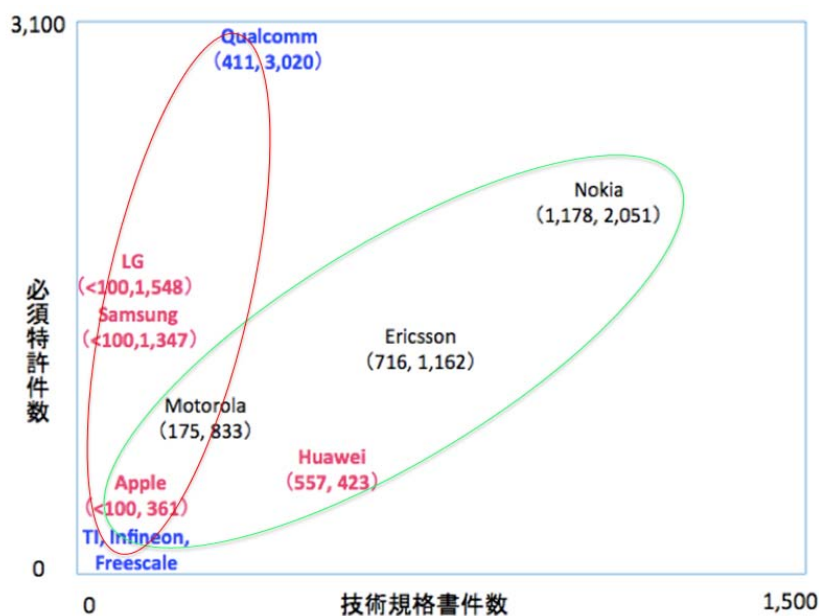 3,100
Qualcomm
（411, 3,020）
Nokia
（1,178, 2,051）
LG
（<100,1,548）
Samsung
（<100,1,347）
必須特許件数
Ericsson
（716, 1,162）
Motorola
（175, 833）
Huawei
（557, 423）
Apple
（<100, 361）
TI, Infineon,
Freescale
0
0
技術規格書件数
1,500